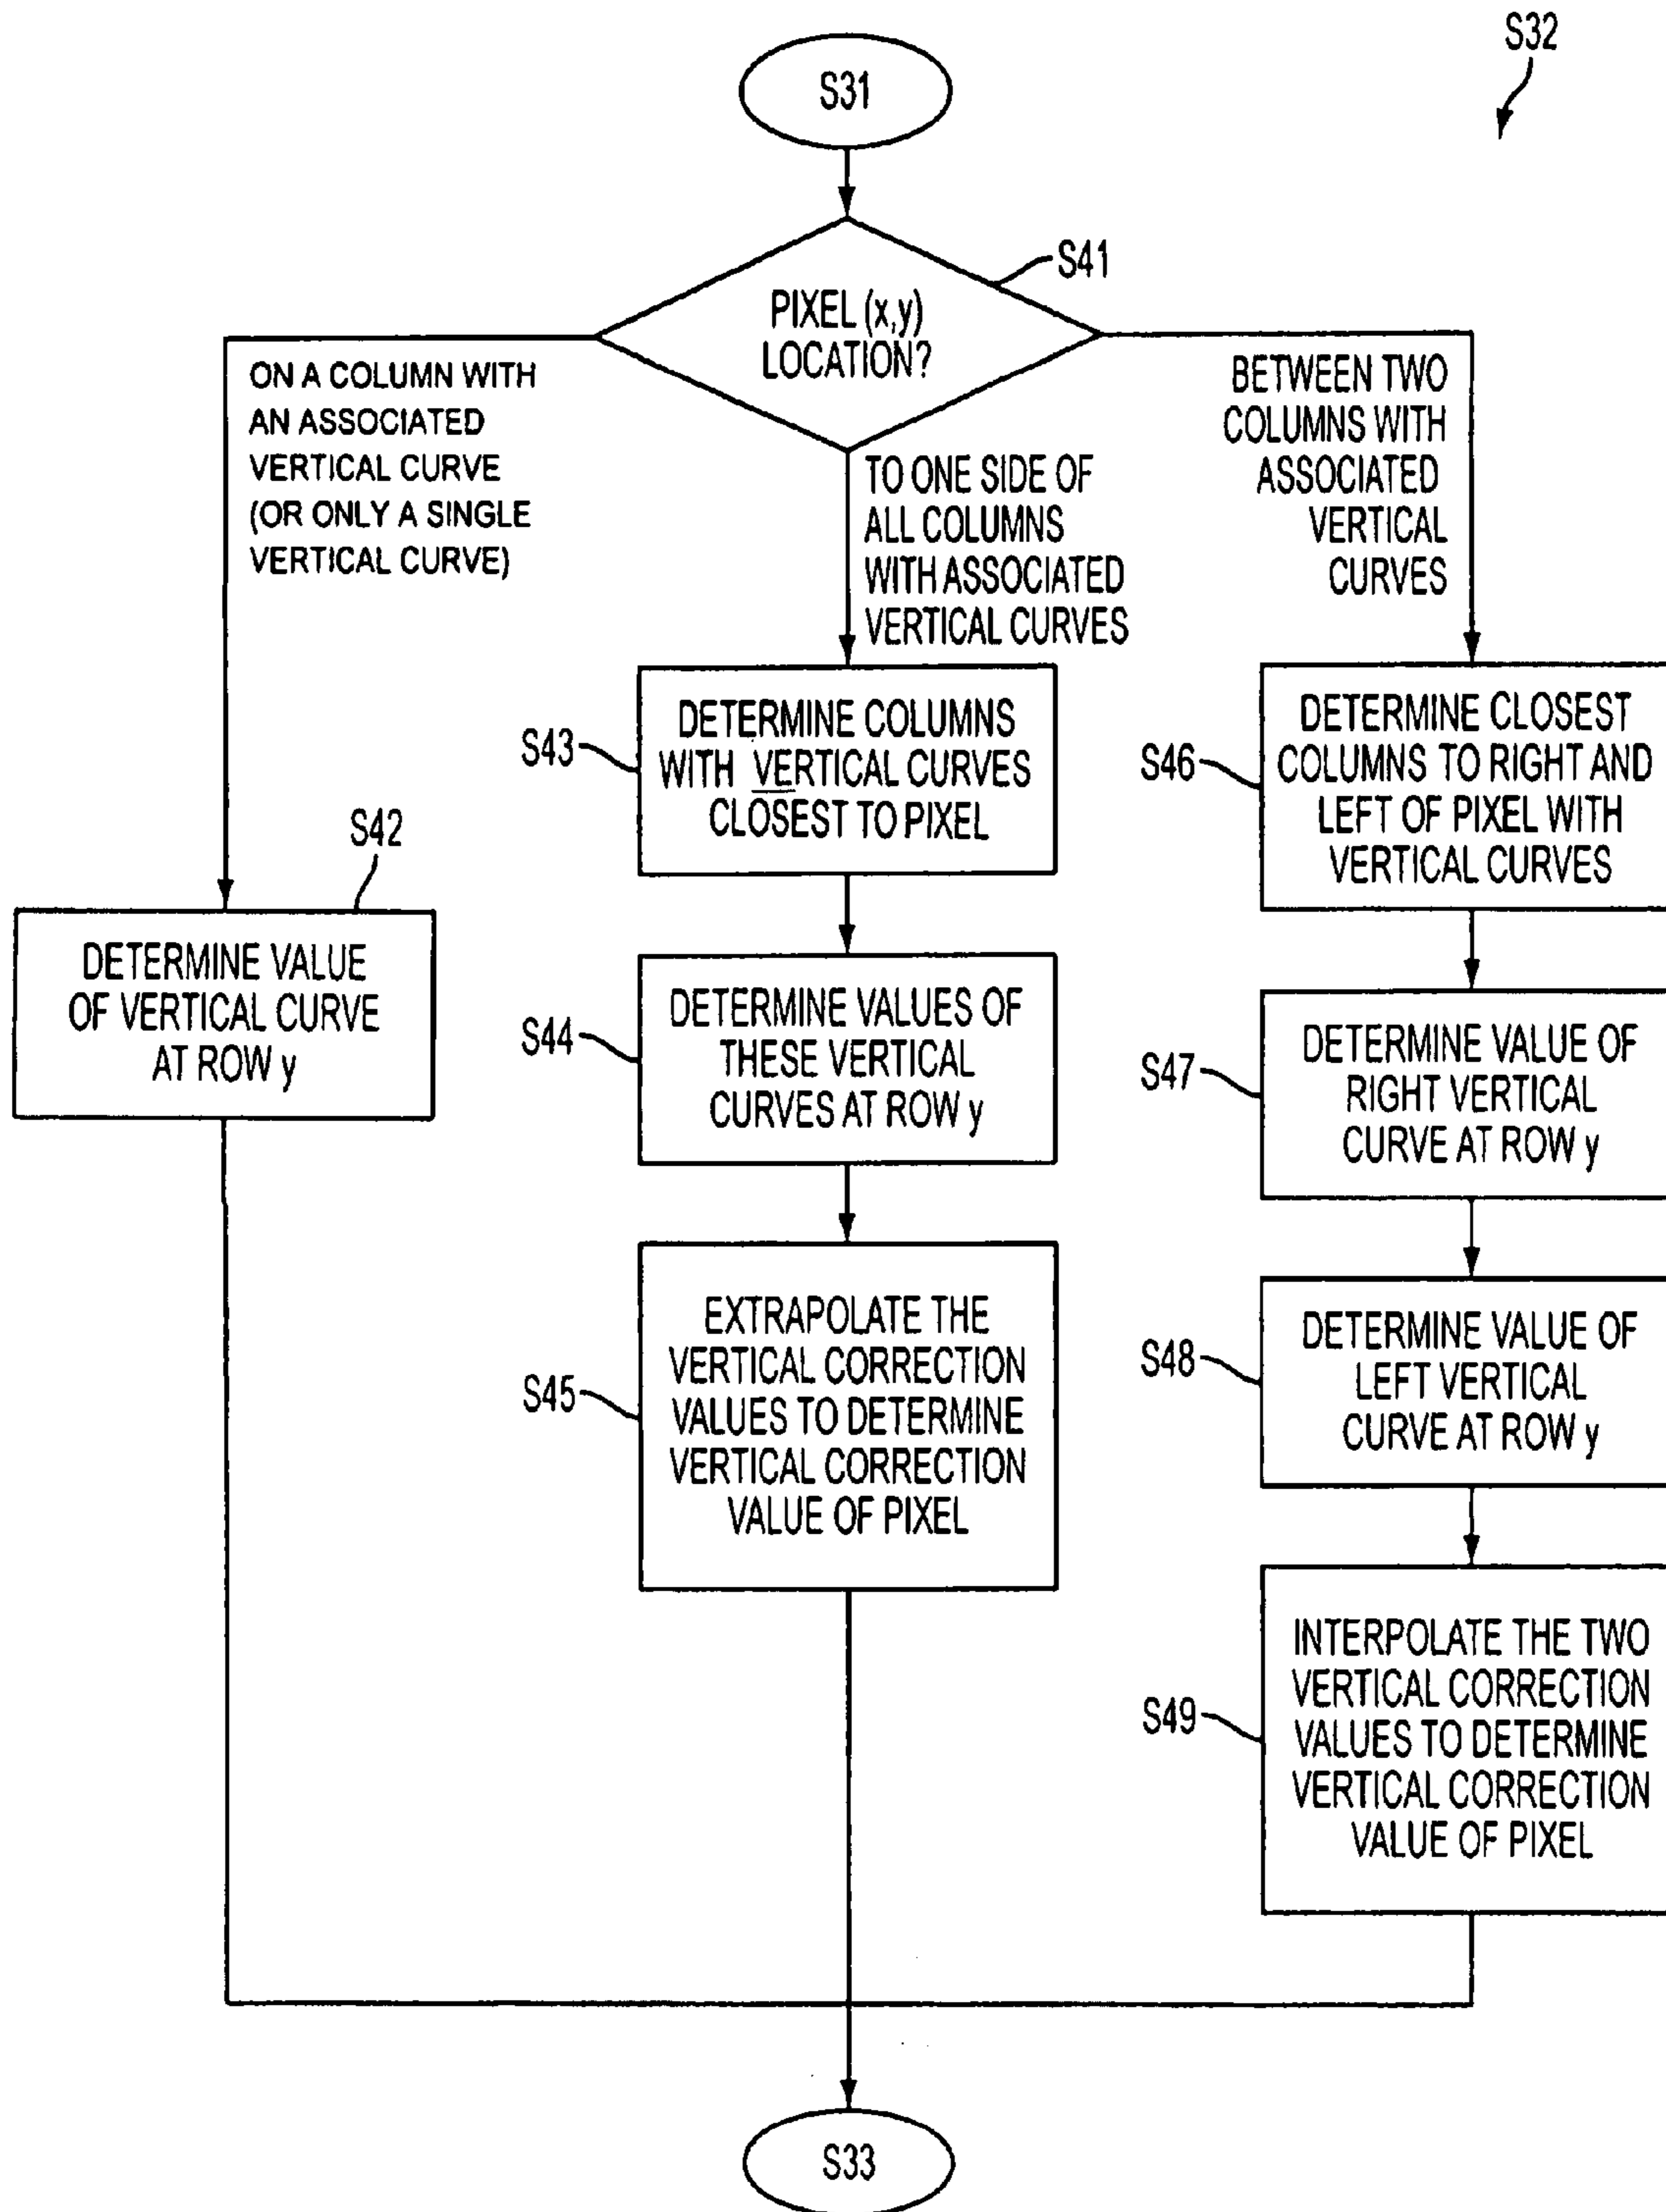 S32
S31
S41
PIXEL (x,y)
LOCATION?
ON A COLUMN WITH
AN ASSOCIATED
VERTICAL CURVE
(OR ONLY A SINGLE
VERTICAL CURVE)
TO ONE SIDE OF
ALL COLUMNS
WITH ASSOCIATED
VERTICAL CURVES
BETWEEN TWO
COLUMNS WITH
ASSOCIATED
VERTICAL
CURVES
S42
DETERMINE VALUE
OF VERTICAL CURVE
AT ROW y
S43
DETERMINE COLUMNS
WITH VERTICAL CURVES
CLOSEST TO PIXEL
S44
DETERMINE VALUES OF
THESE VERTICAL
CURVES AT ROW y
S45
EXTRAPOLATE THE
VERTICAL CORRECTION
VALUES TO DETERMINE
VERTICAL CORRECTION
VALUE OF PIXEL
S46
DETERMINE CLOSEST
COLUMNS TO RIGHT AND
LEFT OF PIXEL WITH
VERTICAL CURVES
S47
DETERMINE VALUE OF
RIGHT VERTICAL
CURVE AT ROW y
S48
DETERMINE VALUE OF
LEFT VERTICAL
CURVE AT ROW y
S49
INTERPOLATE THE TWO
VERTICAL CORRECTION
VALUES TO DETERMINE
VERTICAL CORRECTION
VALUE OF PIXEL
S33